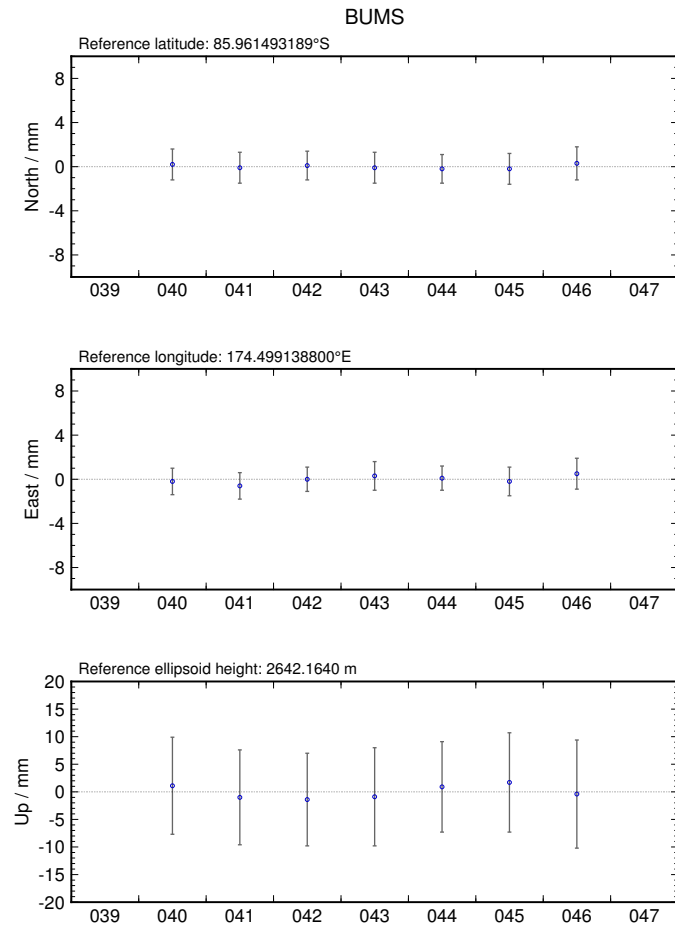 BUMS
Reference latitude: 85.961493189°S
8
4
0
-4
-8
North / mm
039 040 041 042 043 044 045 046 047
Reference longitude: 174.499138800°E
8
4
0
-4
-8
East / mm
039 040 041 042 043 044 045 046 047
Reference ellipsoid height: 2642.1640 m
20
15
10
5
0
-5
-10
-15
-20
Up / mm
039 040 041 042 043 044 045 046 047